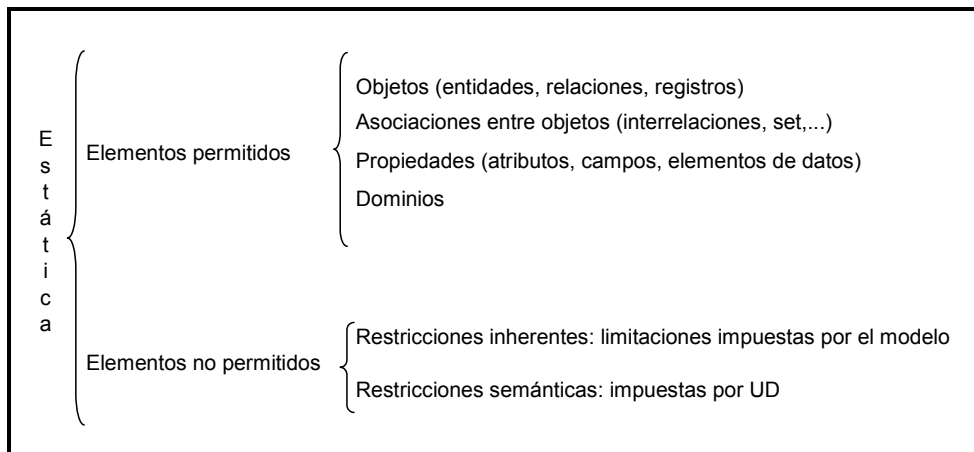 Estática
Elementos permitidos
Objetos (entidades, relaciones, registros)
Asociaciones entre objetos (interrelaciones, set,...)
Propiedades (atributos, campos, elementos de datos)
Dominios
Elementos no permitidos
Restricciones inherentes: limitaciones impuestas por el modelo
Restricciones semánticas: impuestas por UD